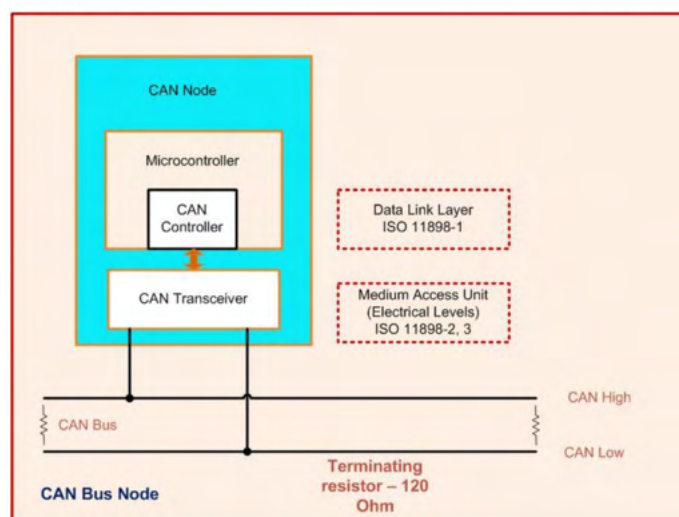 CAN Node
Microcontroller
CAN
Controller
Data Link Layer
ISO 11898-1
CAN Transceiver
Medium Access Unit
(Electrical Levels)
ISO 11898-2, 3
CAN High
CAN Bus
CAN Low
Terminating
resistor – 120
Ohm
CAN Bus Node